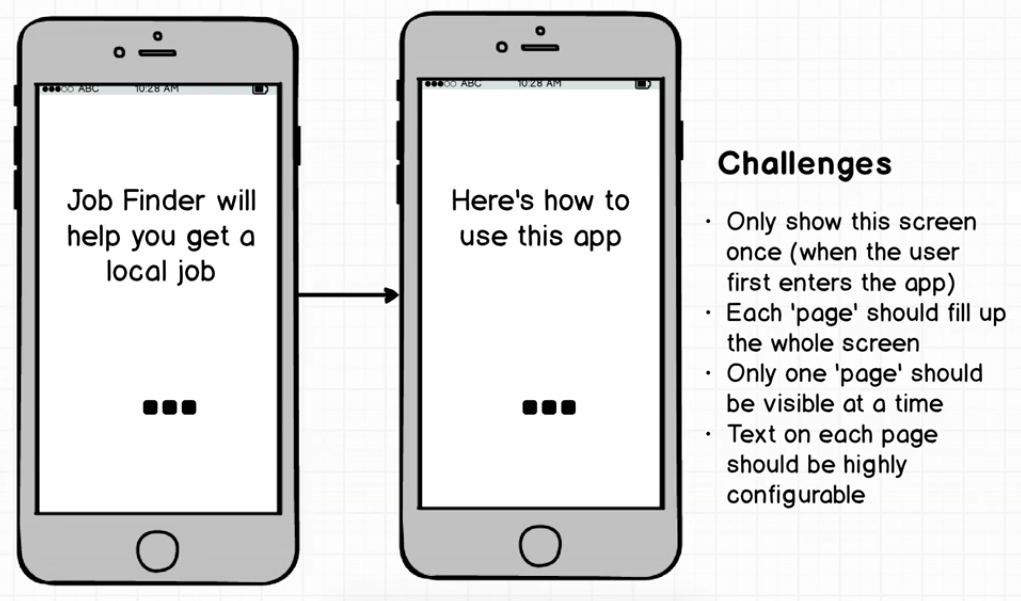 ABC 10:28 AM
Job Finder will
help you get a
local job
ABC 10:28 AM
Here's how to
use this app
Challenges
· Only show this screen
once (when the user
first enters the app)
· Each 'page' should fill up
the whole screen
· Only one 'page' should
be visible at a time
· Text on each page
should be highly
configurable